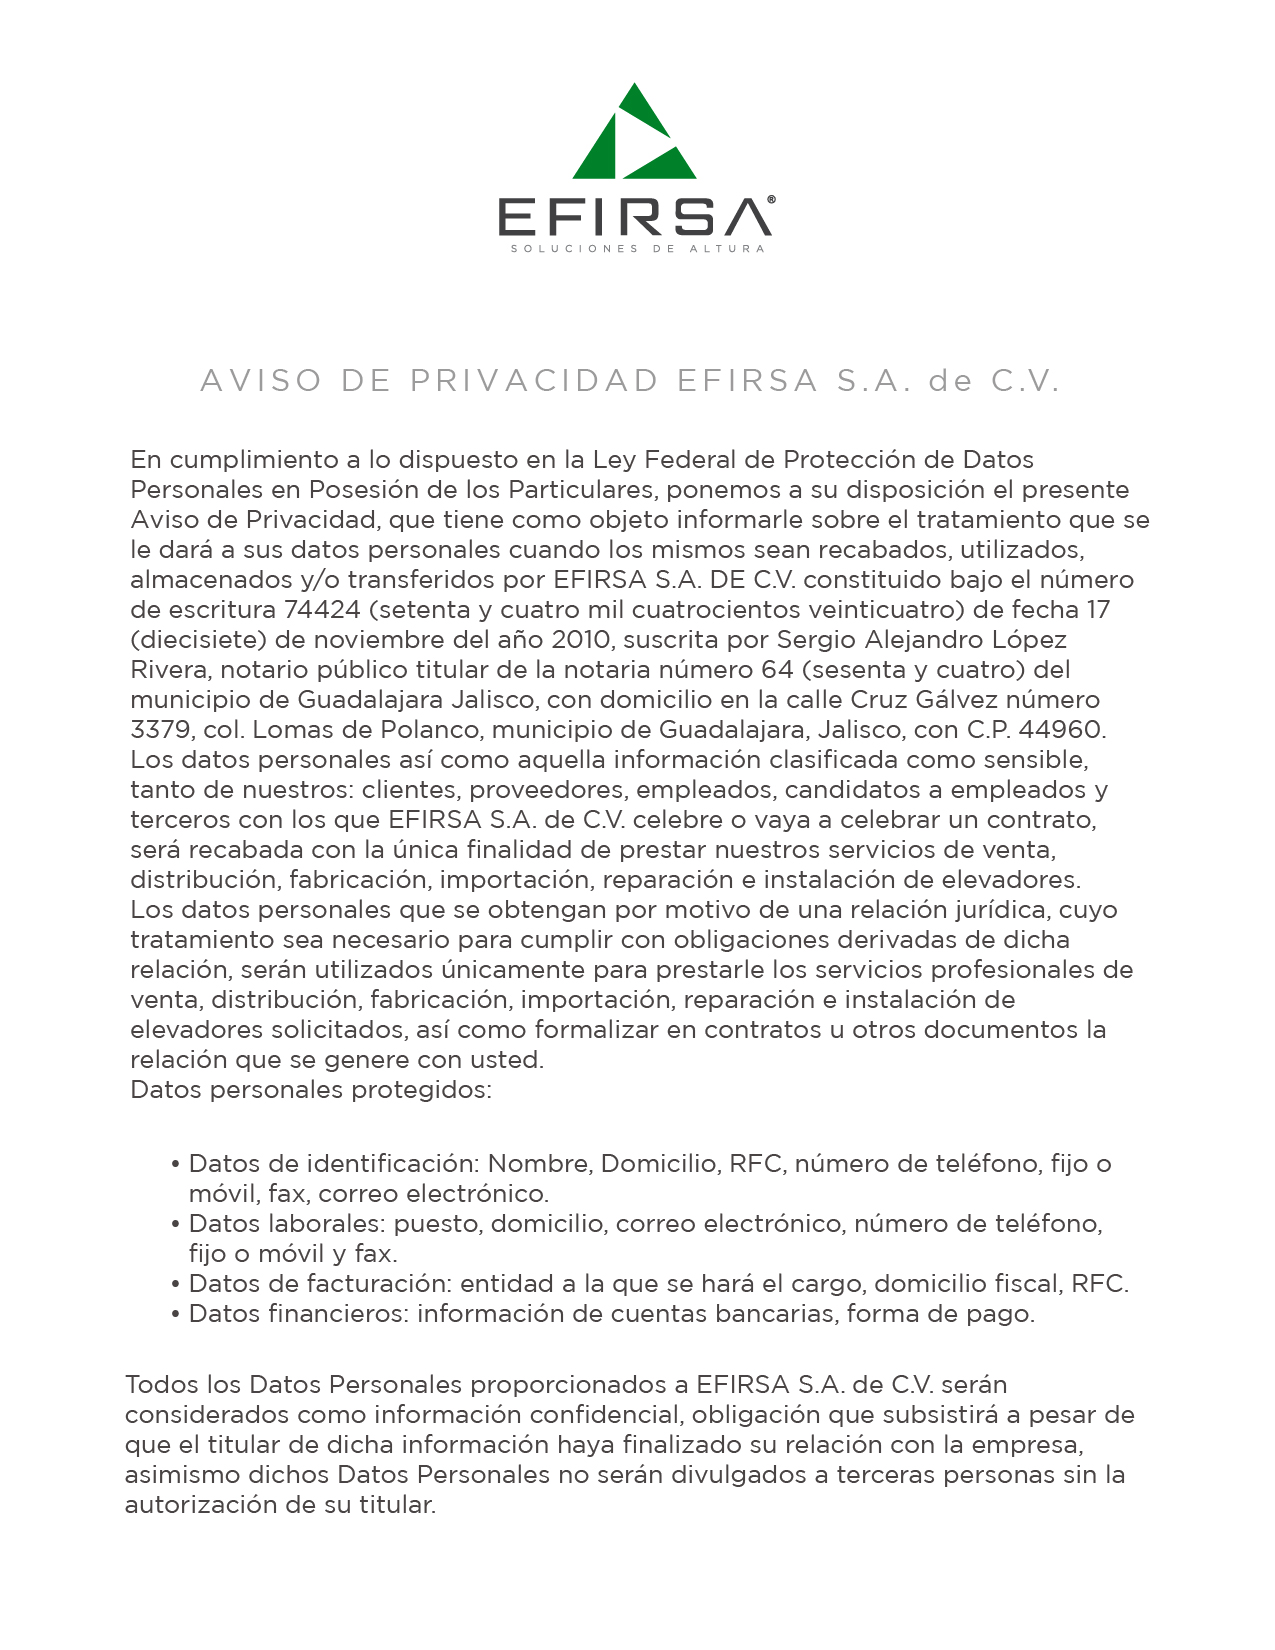 EFIRSA®
SOLUCIONES DE ALTURA
AVISO DE PRIVACIDAD EFIRSA S.A. de C.V.
En cumplimiento a lo dispuesto en la Ley Federal de Protección de Datos
Personales en Posesión de los Particulares, ponemos a su disposición el presente
Aviso de Privacidad, que tiene como objeto informarle sobre el tratamiento que se
le dará a sus datos personales cuando los mismos sean recabados, utilizados,
almacenados y/o transferidos por EFIRSA S.A. DE C.V. constituido bajo el número
de escritura 74424 (setenta y cuatro mil cuatrocientos veinticuatro) de fecha 17
(diecisiete) de noviembre del año 2010, suscrita por Sergio Alejandro López
Rivera, notario público titular de la notaria número 64 (sesenta y cuatro) del
municipio de Guadalajara Jalisco, con domicilio en la calle Cruz Gálvez número
3379, col. Lomas de Polanco, municipio de Guadalajara, Jalisco, con C.P. 44960.
Los datos personales así como aquella información clasificada como sensible,
tanto de nuestros: clientes, proveedores, empleados, candidatos a empleados y
terceros con los que EFIRSA S.A. de C.V. celebre o vaya a celebrar un contrato,
será recabada con la única finalidad de prestar nuestros servicios de venta,
distribución, fabricación, importación, reparación e instalación de elevadores.
Los datos personales que se obtengan por motivo de una relación jurídica, cuyo
tratamiento sea necesario para cumplir con obligaciones derivadas de dicha
relación, serán utilizados únicamente para prestarle los servicios profesionales de
venta, distribución, fabricación, importación, reparación e instalación de
elevadores solicitados, así como formalizar en contratos u otros documentos la
relación que se genere con usted.
Datos personales protegidos:
• Datos de identificación: Nombre, Domicilio, RFC, número de teléfono, fijo o
móvil, fax, correo electrónico.
• Datos laborales: puesto, domicilio, correo electrónico, número de teléfono,
fijo o móvil y fax.
• Datos de facturación: entidad a la que se hará el cargo, domicilio fiscal, RFC.
• Datos financieros: información de cuentas bancarias, forma de pago.
Todos los Datos Personales proporcionados a EFIRSA S.A. de C.V. serán
considerados como información confidencial, obligación que subsistirá a pesar de
que el titular de dicha información haya finalizado su relación con la empresa,
asimismo dichos Datos Personales no serán divulgados a terceras personas sin la
autorización de su titular.